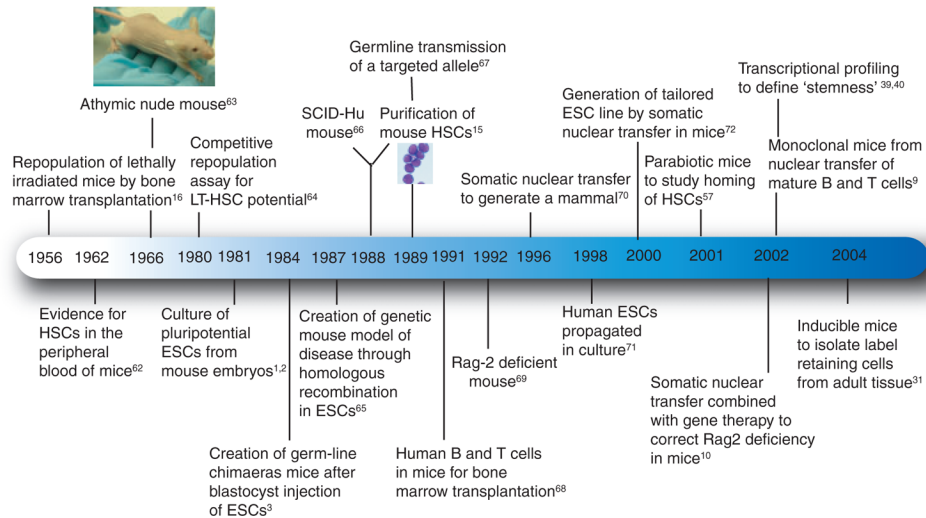 Athymic nude mouse63
Repopulation of lethally
irradiated mice by bone
marrow transplantation16
Competitive
repopulation
assay for
LT-HSC potential64
SCID-Hu
mouse66
Germline transmission
of a targeted allele67
Purification of
mouse HSCs15
Somatic nuclear transfer
to generate a mammal70
Generation of tailored
ESC line by somatic
nuclear transfer in mice72
Parabiotic mice
to study homing
of HSCs57
Transcriptional profiling
to define ‘stemness’ 39,40
Monoclonal mice from
nuclear transfer of
mature B and T cells9
1956 1962 1966 1980 1981 1984 1987 1988 1989 1991 1992 1996 1998 2000 2001 2002 2004
Evidence for
HSCs in the
peripheral
blood of mice62
Culture of
pluripotential
ESCs from
mouse embryos1,2
Creation of germ-line
chimaeras mice after
blastocyst injection
of ESCs3
Creation of genetic
mouse model of
disease through
homologous
recombination
in ESCs65
Human B and T cells
in mice for bone
marrow transplantation68
Rag-2 deficient
mouse69
Human ESCs
propagated
in culture71
Somatic nuclear
transfer combined
with gene therapy to
correct Rag2 deficiency
in mice10
Inducible mice
to isolate label
retaining cells
from adult tissue31